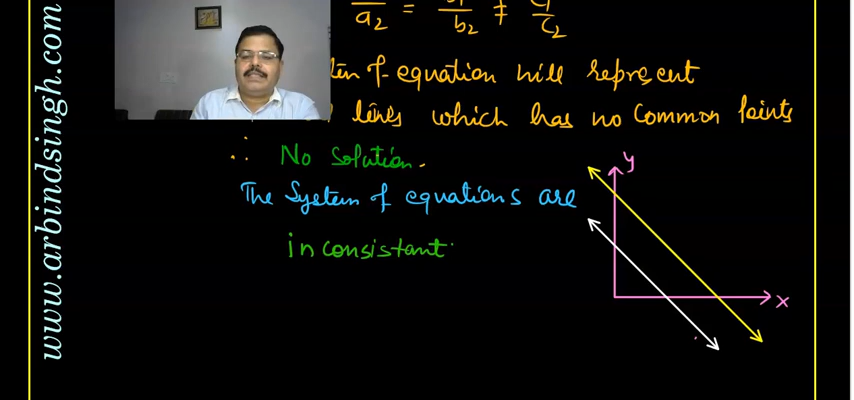 www.arbindsingh.com
a2 = b2 ≠ C2
of equation will represent
lines which has no Common Points
∴ No Solution.
The System of equations are
inconsistant
y
x